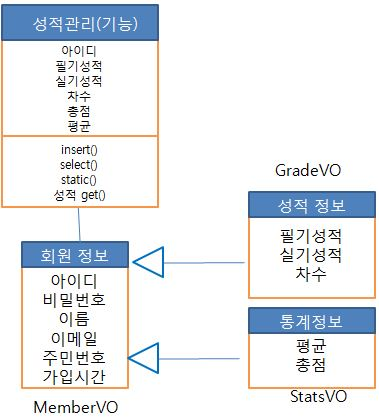 성적관리(기능)
아이디
필기성적
실기성적
차수
총점
평균
insert()
select()
static()
성적 get()
회원 정보
아이디
비밀번호
이름
이메일
주민번호
가입시간
MemberVO
GradeVO
성적 정보
필기성적
실기성적
차수
통계정보
평균
총점
StatsVO